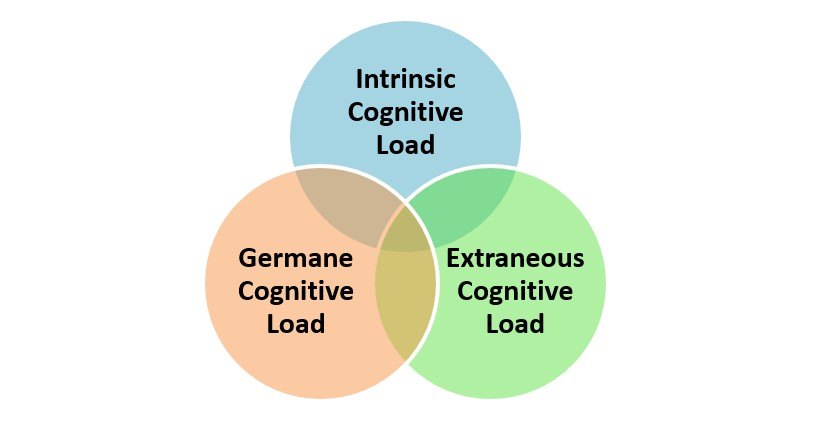 Intrinsic
Cognitive
Load
Germane
Cognitive
Load
Extraneous
Cognitive
Load